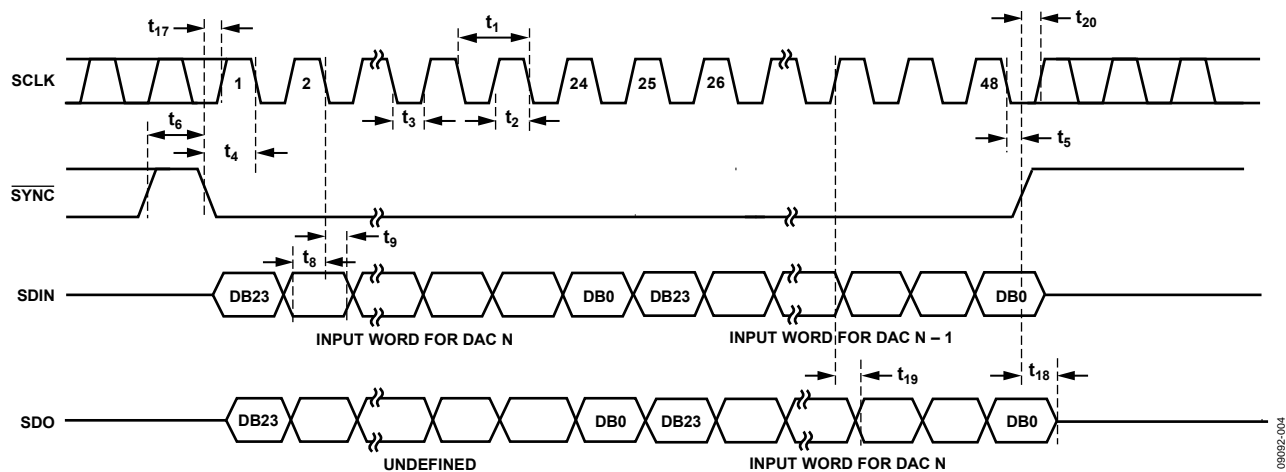 t17
t1
t20
SCLK
1
2
24
25
26
48
t6
t4
t3
t2
t5
SYNC
t9
t8
SDIN
DB23
DB0
DB23
DB0
INPUT WORD FOR DAC N
INPUT WORD FOR DAC N – 1
t19
t18
SDO
DB23
DB0
DB23
DB0
UNDEFINED
INPUT WORD FOR DAC N
09092-004